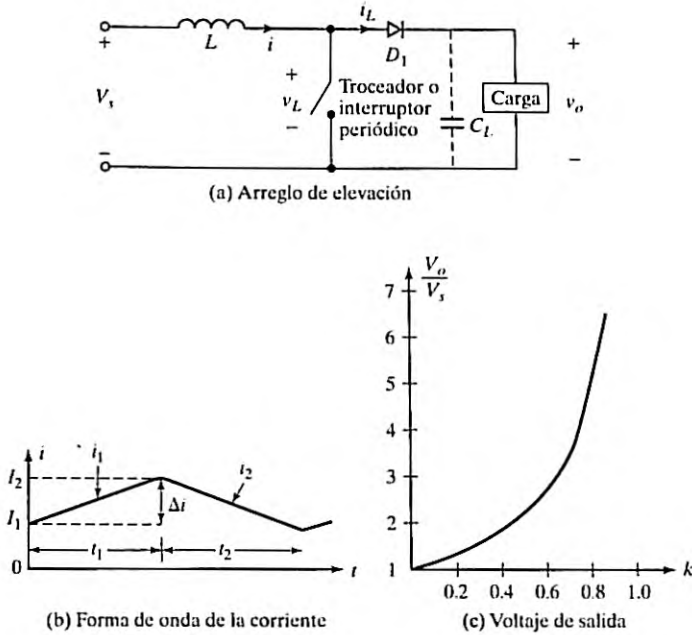 L
i
i_L
D_1
+
V_s
−
+
v_L
−
Troceador o
interruptor
periódico
C_L
Carga
+
v_o
−
(a) Arreglo de elevación
i
i_1
i_2
I_2
I_1
Δi
t_1
t_2
0
t
(b) Forma de onda de la corriente
V_o
V_s
7
6
5
4
3
2
1
0.2 0.4 0.6 0.8 1.0
k
(c) Voltaje de salida